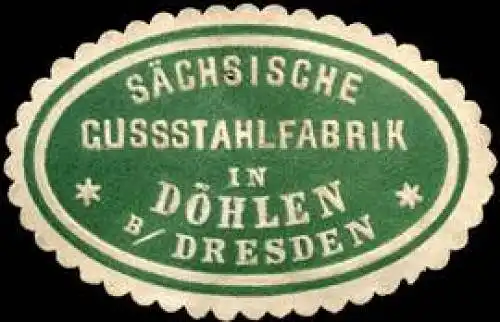 SÄCHSISCHE
GUSSSTAHLFABRIK
IN
DÖHLEN
B/DRESDEN